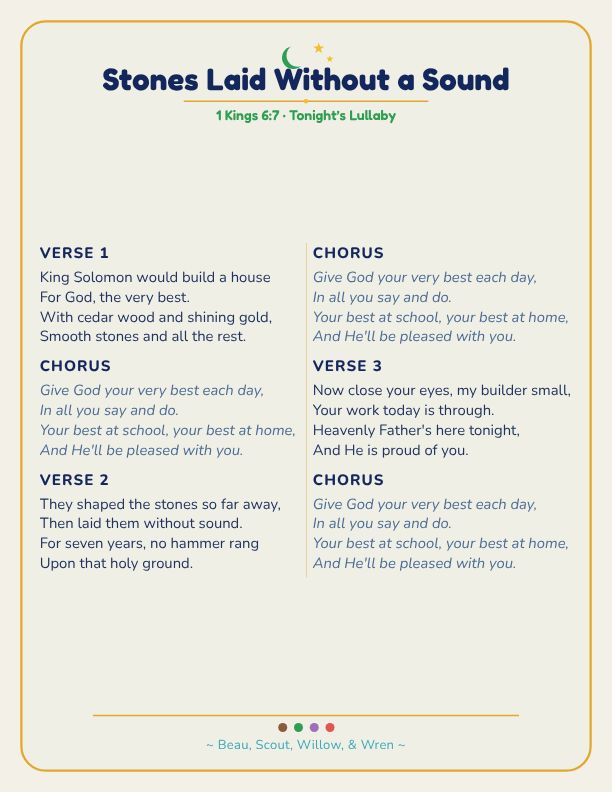 Stones Laid Without a Sound
1 Kings 6:7 · Tonight's Lullaby
VERSE 1
King Solomon would build a house
For God, the very best.
With cedar wood and shining gold,
Smooth stones and all the rest.
CHORUS
Give God your very best each day,
In all you say and do.
Your best at school, your best at home,
And He'll be pleased with you.
VERSE 2
They shaped the stones so far away,
Then laid them without sound.
For seven years, no hammer rang
Upon that holy ground.
CHORUS
Give God your very best each day,
In all you say and do.
Your best at school, your best at home,
And He'll be pleased with you.
VERSE 3
Now close your eyes, my builder small,
Your work today is through.
Heavenly Father's here tonight,
And He is proud of you.
CHORUS
Give God your very best each day,
In all you say and do.
Your best at school, your best at home,
And He'll be pleased with you.
~ Beau, Scout, Willow, & Wren ~